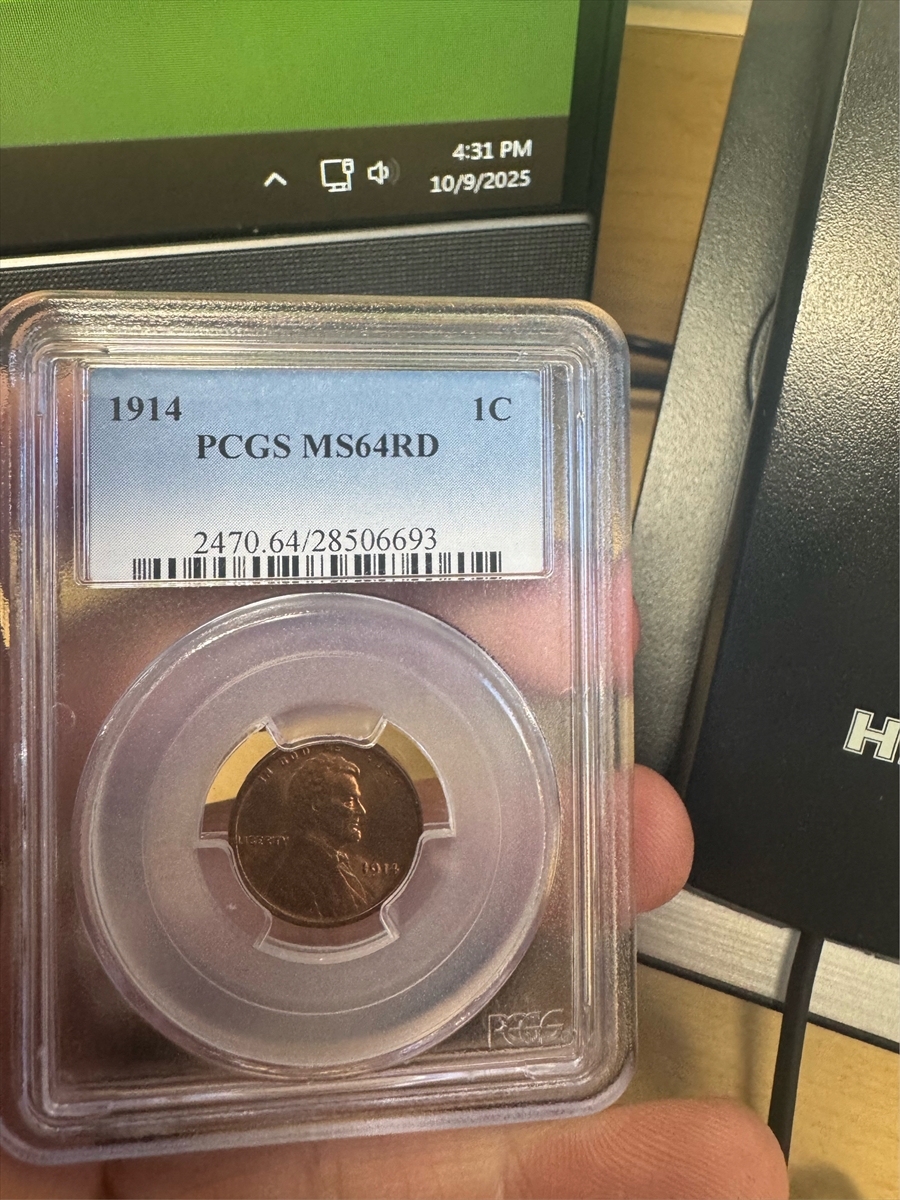 4:31 PM
10/9/2025
1914 1C
PCGS MS64RD
2470.64/28506693
LIBERTY
1914
PCGS